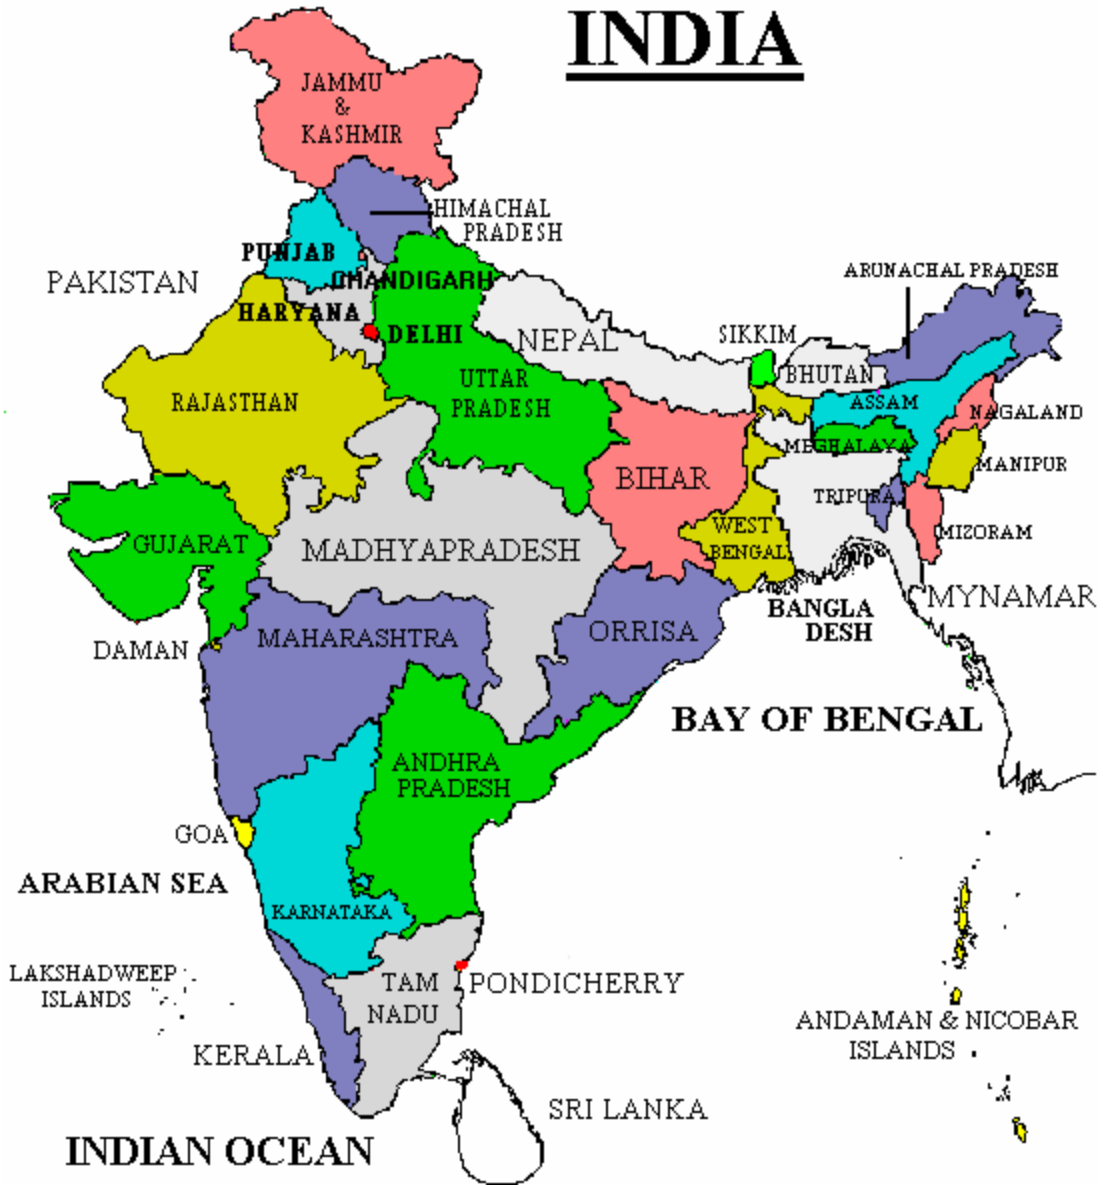 INDIA
JAMMU
&
KASHMIR
HIMACHAL
PRADESH
PUNJAB
PAKISTAN
CHANDIGARH
ARUNACHAL PRADESH
HARYANA
DELHI
NEPAL
SIKKIM
BHUTAN
RAJASTHAN
UTTAR
PRADESH
ASSAM
NAGALAND
MEGHALAYA
MANIPUR
BIHAR
TRIPURA
WEST
BENGAL
MIZORAM
GUJARAT
MADHYAPRADESH
MYNAMAR
BANGLA
DESH
DAMAN
MAHARASHTRA
ORRISA
BAY OF BENGAL
ANDHRA
PRADESH
GOA
ARABIAN SEA
KARNATAKA
LAKSHADWEEP
ISLANDS
TAM
NADU
PONDICHERRY
ANDAMAN & NICOBAR
ISLANDS
KERALA
SRI LANKA
INDIAN OCEAN